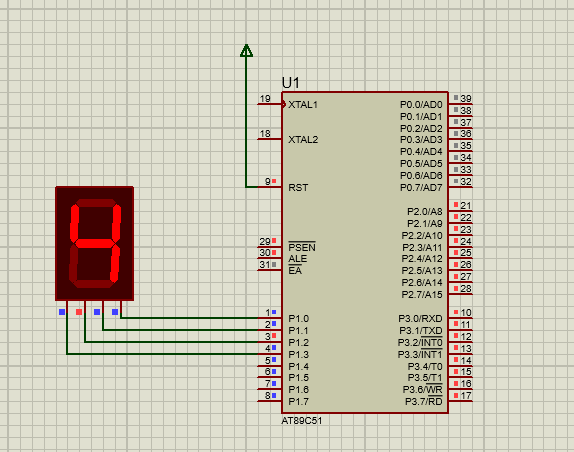 U1
19 XTAL1
18 XTAL2
9 RST
29 PSEN
30 ALE
31 EA
1 P1.0
2 P1.1
3 P1.2
4 P1.3
5 P1.4
6 P1.5
7 P1.6
8 P1.7
P0.0/AD0 39
P0.1/AD1 38
P0.2/AD2 37
P0.3/AD3 36
P0.4/AD4 35
P0.5/AD5 34
P0.6/AD6 33
P0.7/AD7 32
P2.0/A8 21
P2.1/A9 22
P2.2/A10 23
P2.3/A11 24
P2.4/A12 25
P2.5/A13 26
P2.6/A14 27
P2.7/A15 28
P3.0/RXD 10
P3.1/TXD 11
P3.2/INT0 12
P3.3/INT1 13
P3.4/T0 14
P3.5/T1 15
P3.6/WR 16
P3.7/RD 17
AT89C51
4